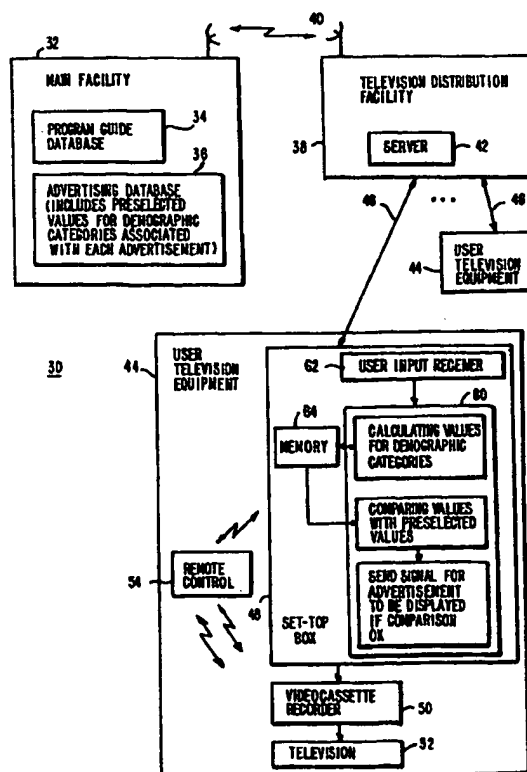 32
40
MAIN FACILITY
34
PROGRAM GUIDE
DATABASE
36
ADVERTISING DATABASE
(INCLUDES PRESELECTED
VALUES FOR DEMOGRAPHIC
CATEGORIES ASSOCIATED
WITH EACH ADVERTISEMENT)
TELEVISION DISTRIBUTION
FACILITY
38
SERVER
42
46
...
46
44
USER
TELEVISION
EQUIPMENT
30
44
USER
TELEVISION
EQUIPMENT
62
USER INPUT RECEIVER
60
64
MEMORY
CALCULATING VALUES
FOR DEMOGRAPHIC
CATEGORIES
COMPARING VALUES
WITH PRESELECTED
VALUES
SEND SIGNAL FOR
ADVERTISEMENT
TO BE DISPLAYED
IF COMPARISON
OK
REMOTE
CONTROL
54
48
SET-TOP
BOX
VIDEOCASSETTE
RECORDER
50
TELEVISION
52